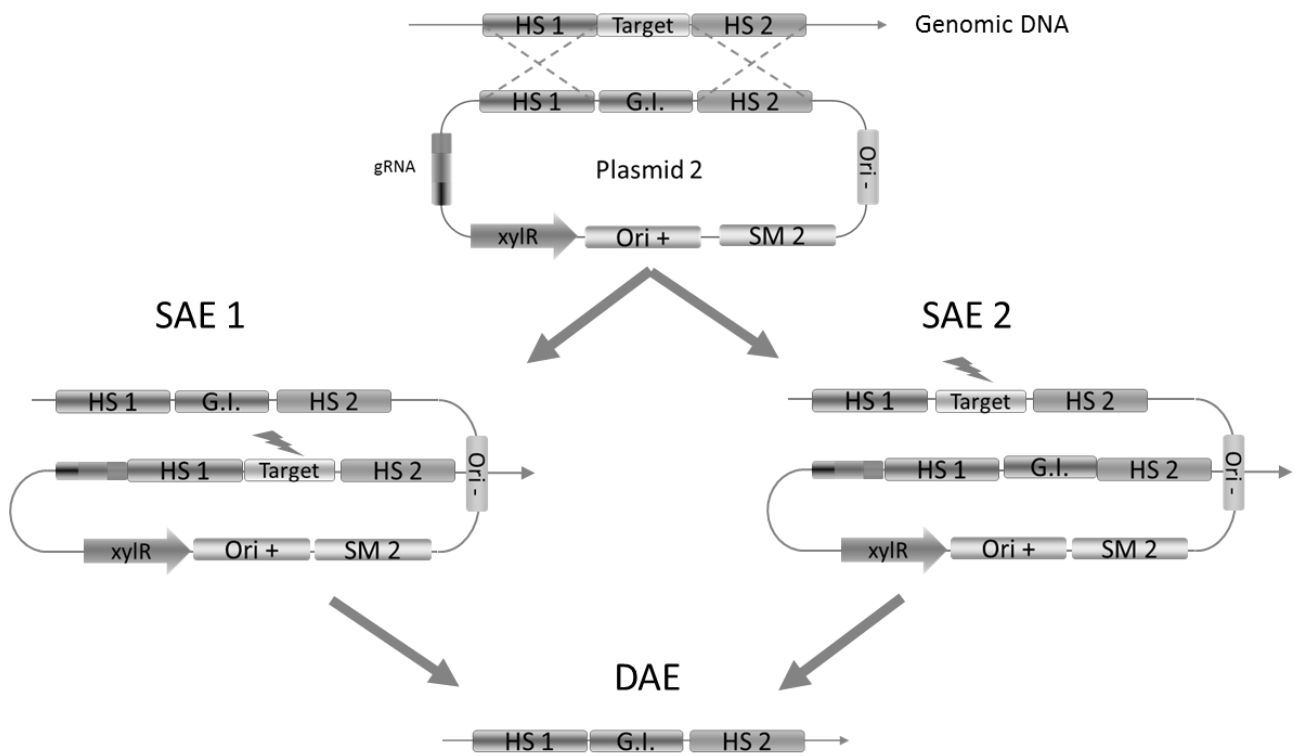 HS 1 Target HS 2 Genomic DNA
HS 1 G.I. HS 2
gRNA Plasmid 2 Ori -
xylR Ori + SM 2
SAE 1 SAE 2
HS 1 G.I. HS 2
HS 1 Target HS 2
HS 1 Target HS 2 Ori -
HS 1 G.I. HS 2 Ori -
xylR Ori + SM 2
xylR Ori + SM 2
DAE
HS 1 G.I. HS 2